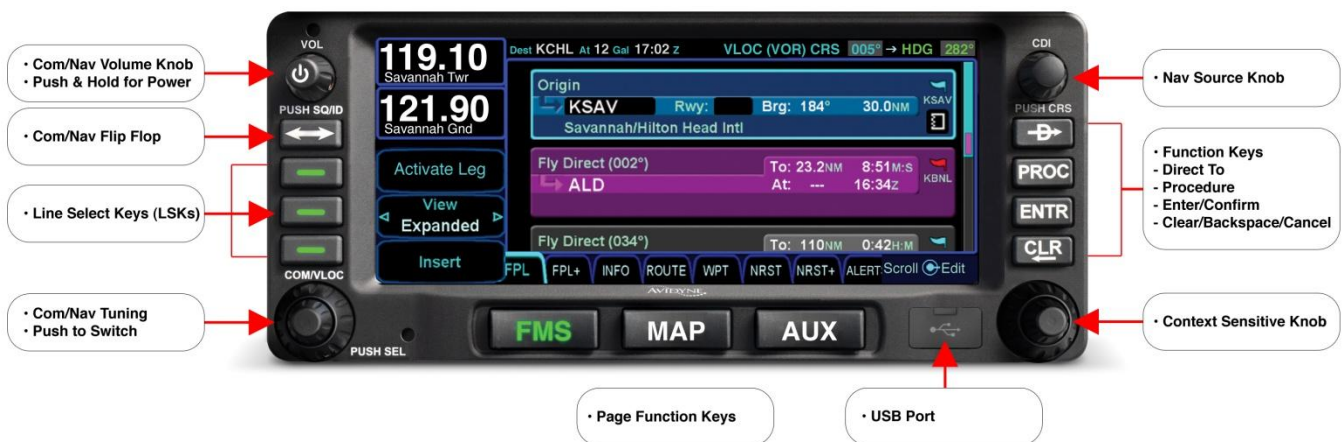 VOL
· Com/Nav Volume Knob
· Push & Hold for Power
PUSH SQ/ID
· Com/Nav Flip Flop
· Line Select Keys (LSKs)
COM/VLOC
· Com/Nav Tuning
· Push to Switch
PUSH SEL
119.10
Savannah Twr
121.90
Savannah Gnd
Activate Leg
View
Expanded
Insert
Dest KCHL At 12 Gal 17:02 Z VLOC (VOR) CRS 005° → HDG 282°
Origin
KSAV Rwy: Brg: 184° 30.0NM
Savannah/Hilton Head Intl
KSAV
Fly Direct (002°) To: 23.2NM 8:51M:S
ALD At: --- 16:34Z
KBNL
Fly Direct (034°) To: 110NM 0:42H:M
FPL FPL+ INFO ROUTE WPT NRST NRST+ ALERT Scroll Edit
AVIDYNE
FMS MAP AUX
CDI
PUSH CRS
D
PROC
ENTR
CLR
· Nav Source Knob
· Function Keys
- Direct To
- Procedure
- Enter/Confirm
- Clear/Backspace/Cancel
· Context Sensitive Knob
· Page Function Keys
· USB Port